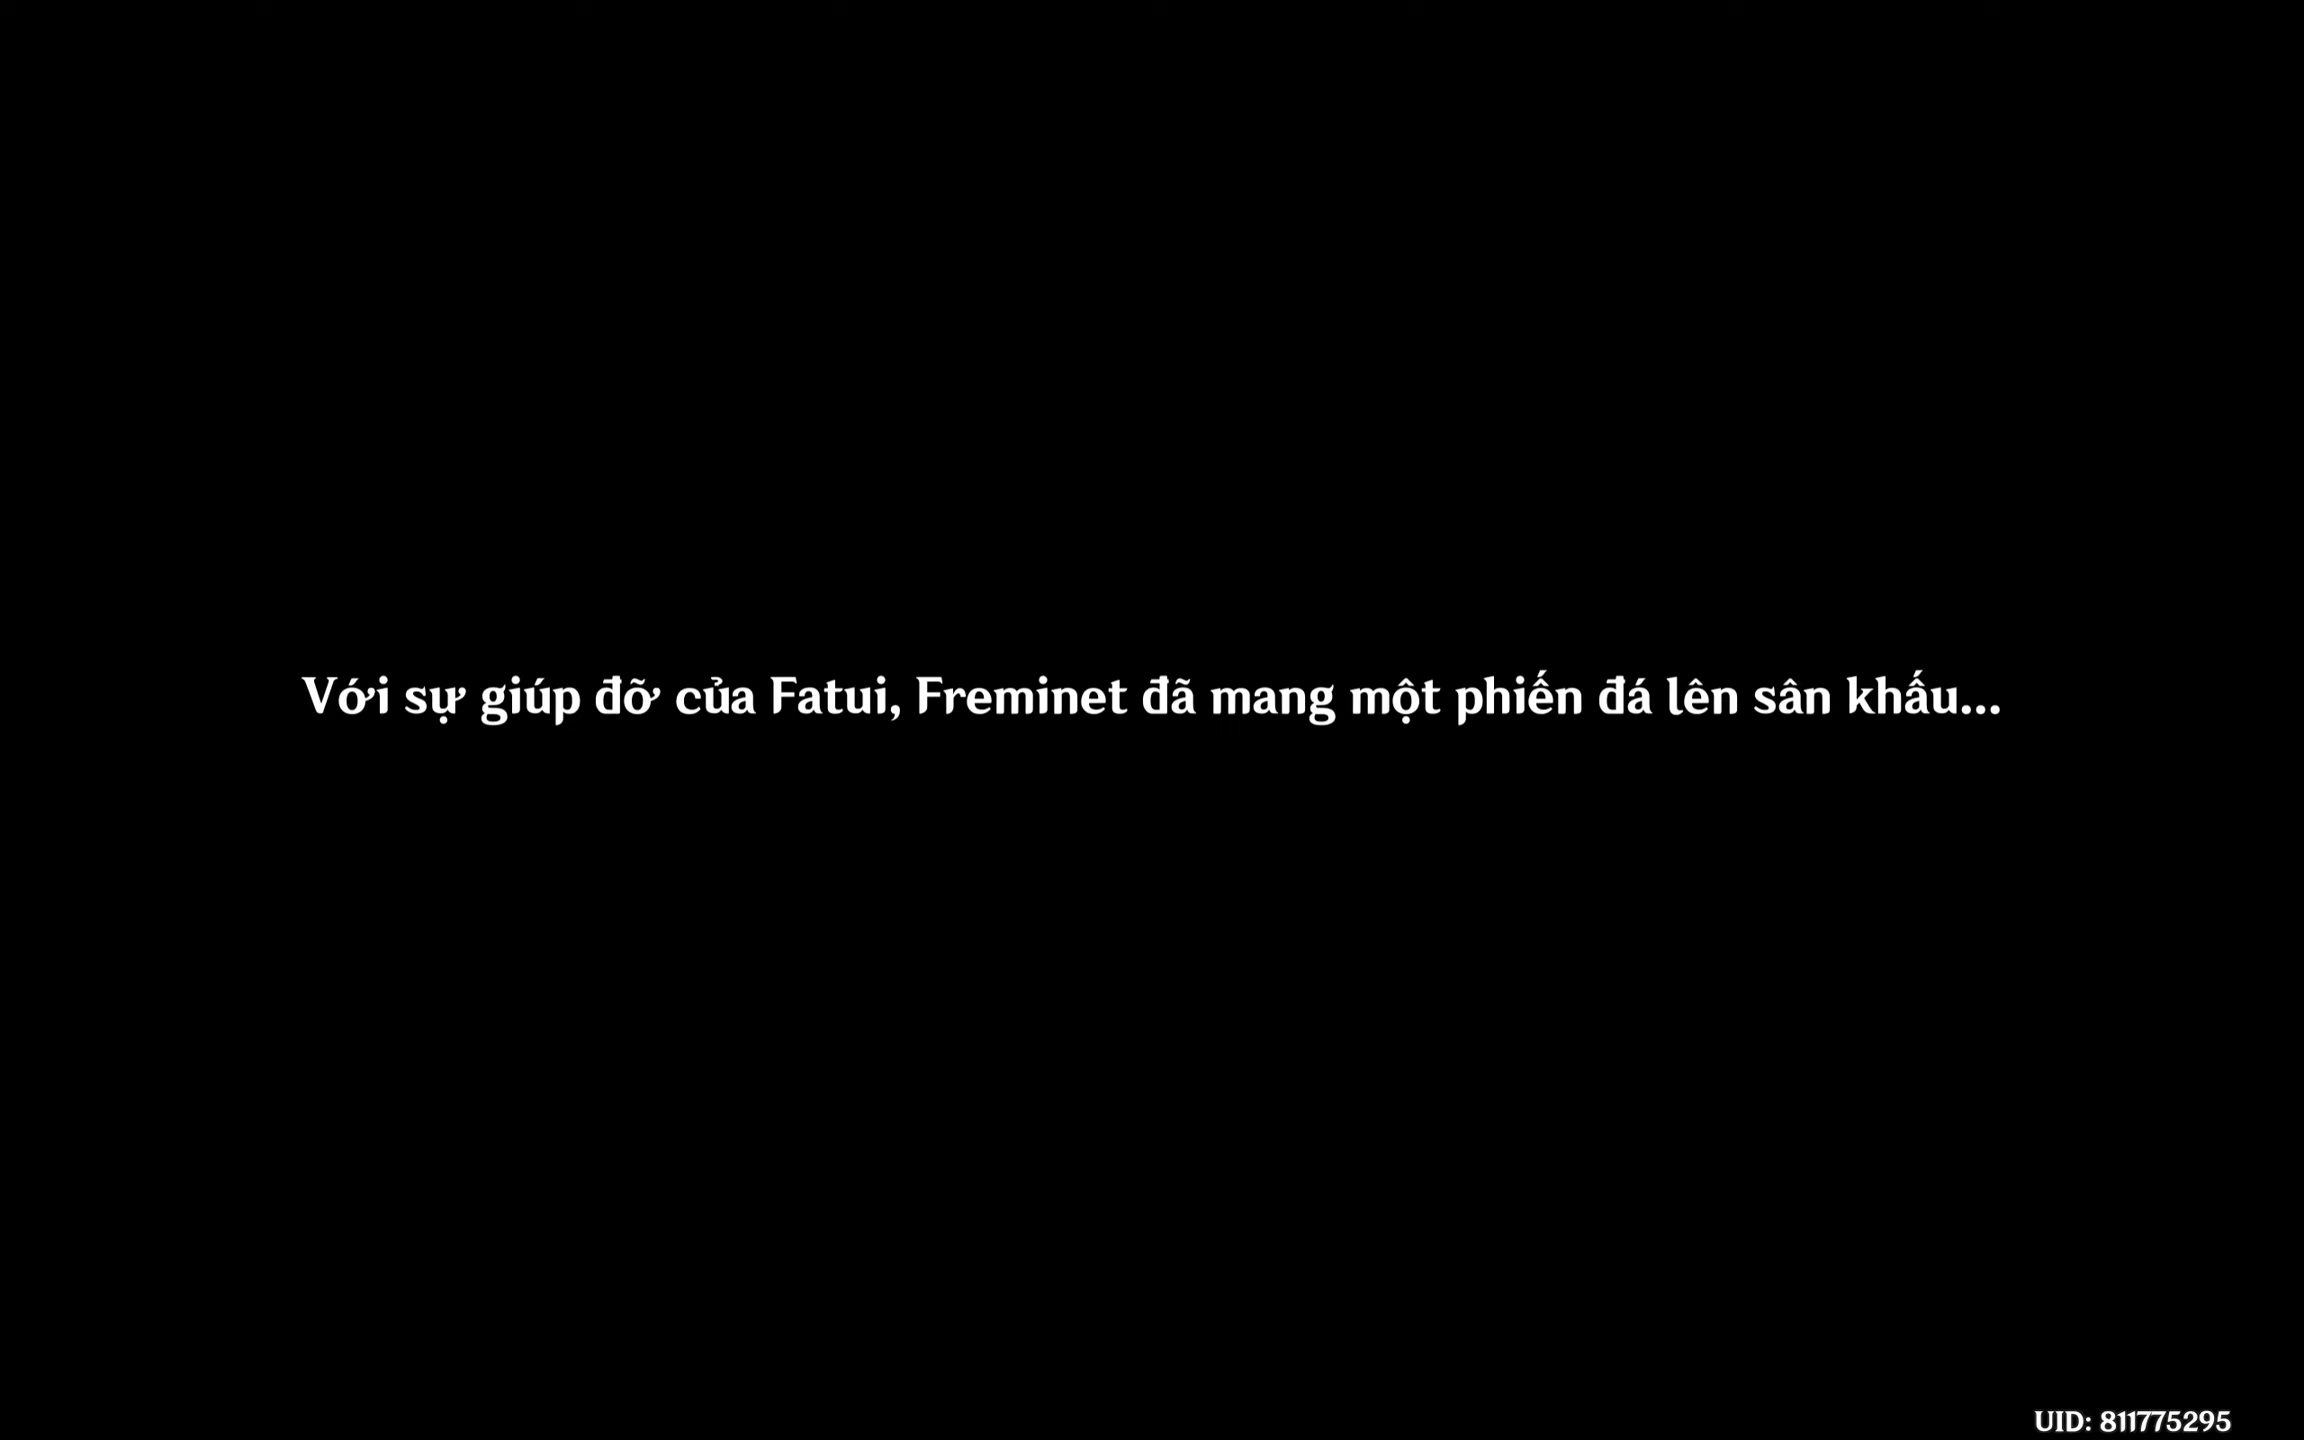 Với sự giúp đỡ của Fatui, Freminet đã mang một phiến đá lên sân khấu...
UID: 811775295